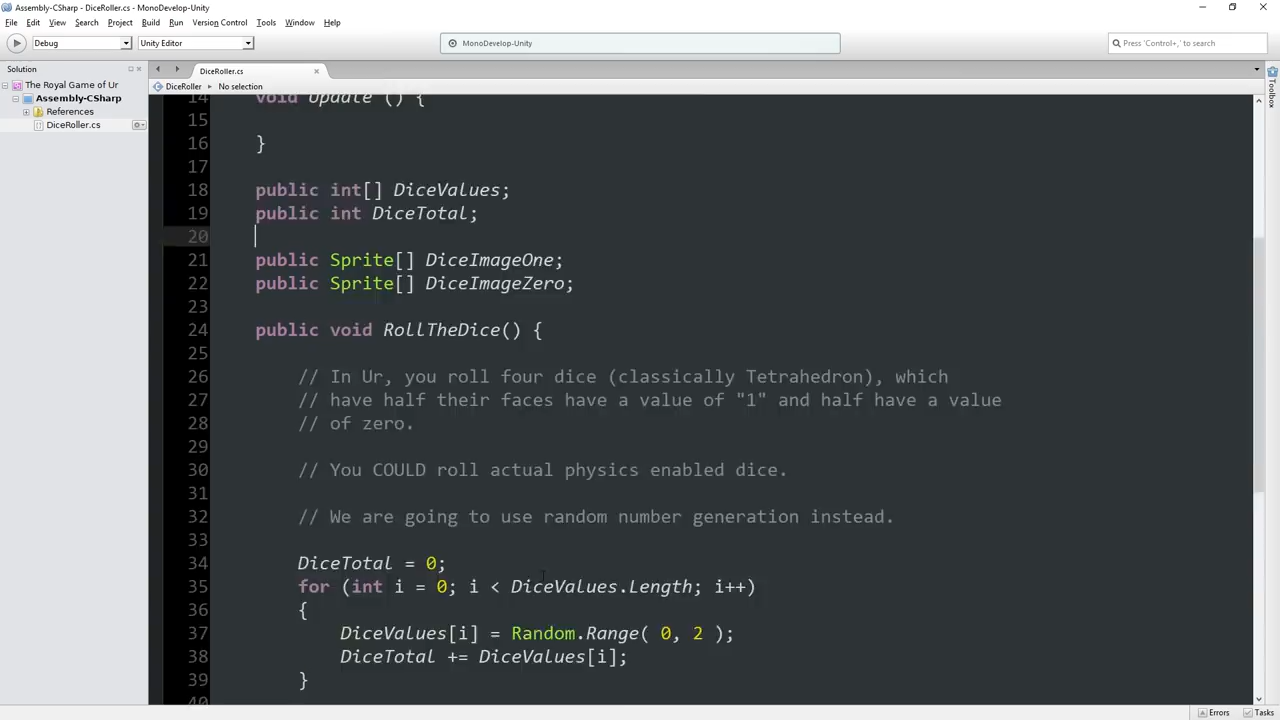 Assembly-CSharp - DiceRoller.cs - MonoDevelop-Unity
File Edit View Search Project Build Run Version Control Tools Window Help
Debug Unity Editor MonoDevelop-Unity Press 'Control+,' to search
Solution
The Royal Game of Ur
Assembly-CSharp
References
DiceRoller.cs
DiceRoller.cs
DiceRoller No selection
14 void Update () {
15
16 }
17
18 public int[] DiceValues;
19 public int DiceTotal;
20
21 public Sprite[] DiceImageOne;
22 public Sprite[] DiceImageZero;
23
24 public void RollTheDice() {
25
26 // In Ur, you roll four dice (classically Tetrahedron), which
27 // have half their faces have a value of "1" and half have a value
28 // of zero.
29
30 // You COULD roll actual physics enabled dice.
31
32 // We are going to use random number generation instead.
33
34 DiceTotal = 0;
35 for (int i = 0; i < DiceValues.Length; i++)
36 {
37 DiceValues[i] = Random.Range( 0, 2 );
38 DiceTotal += DiceValues[i];
39 }
40
Toolbox
Errors Tasks